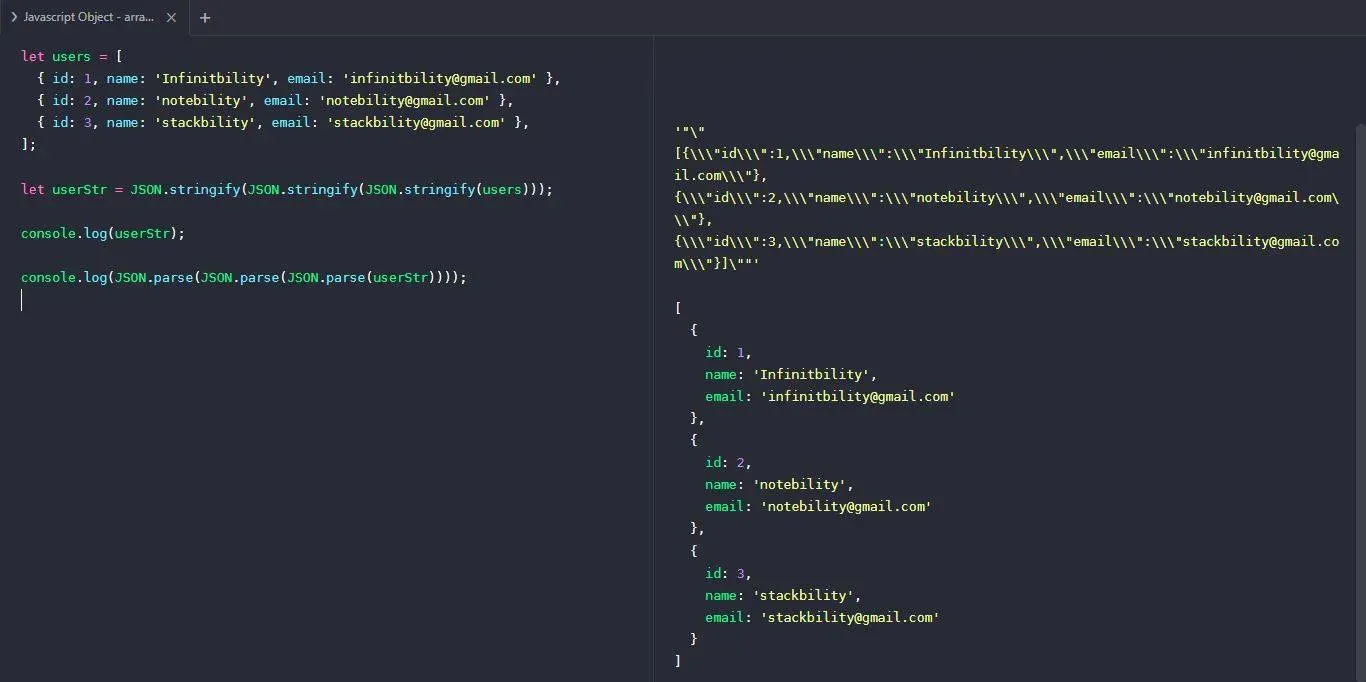 Javascript Object - arra...
let users = [
  { id: 1, name: 'Infinitbility', email: 'infinitbility@gmail.com' },
  { id: 2, name: 'notebility', email: 'notebility@gmail.com' },
  { id: 3, name: 'stackbility', email: 'stackbility@gmail.com' },
];
let userStr = JSON.stringify(JSON.stringify(JSON.stringify(users)));
console.log(userStr);
console.log(JSON.parse(JSON.parse(JSON.parse(userStr))));
'"\"
[{\\\"id\\\":1,\\\"name\\\":\\\"Infinitbility\\\",\\\"email\\\":\\\"infinitbility@gma
il.com\\\"},
{\\\"id\\\":2,\\\"name\\\":\\\"notebility\\\",\\\"email\\\":\\\"notebility@gmail.com\
\\"},
{\\\"id\\\":3,\\\"name\\\":\\\"stackbility\\\",\\\"email\\\":\\\"stackbility@gmail.co
m\\\"}]\""'
[
  {
    id: 1,
    name: 'Infinitbility',
    email: 'infinitbility@gmail.com'
  },
  {
    id: 2,
    name: 'notebility',
    email: 'notebility@gmail.com'
  },
  {
    id: 3,
    name: 'stackbility',
    email: 'stackbility@gmail.com'
  }
]